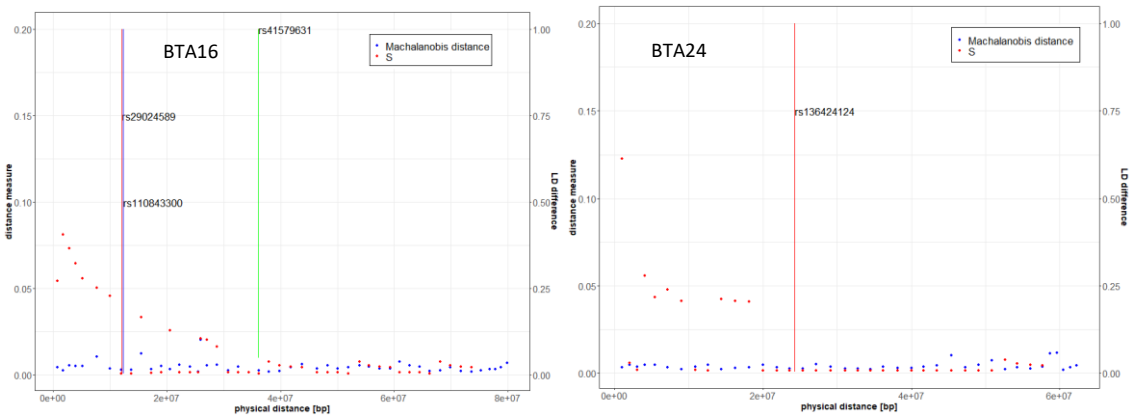 BTA16
rs41579631
Machalanobis distance
S
rs29024589
rs110843300
distance measure
0.20
0.15
0.10
0.05
0.00
LD difference
1.00
0.75
0.50
0.25
0.00
0e+00 2e+07 4e+07 6e+07 8e+07
physical distance [bp]
BTA24
Machalanobis distance
S
rs136424124
distance measure
0.20
0.15
0.10
0.05
0.00
LD difference
1.00
0.75
0.50
0.25
0.00
0e+00 2e+07 4e+07 6e+07
physical distance [bp]